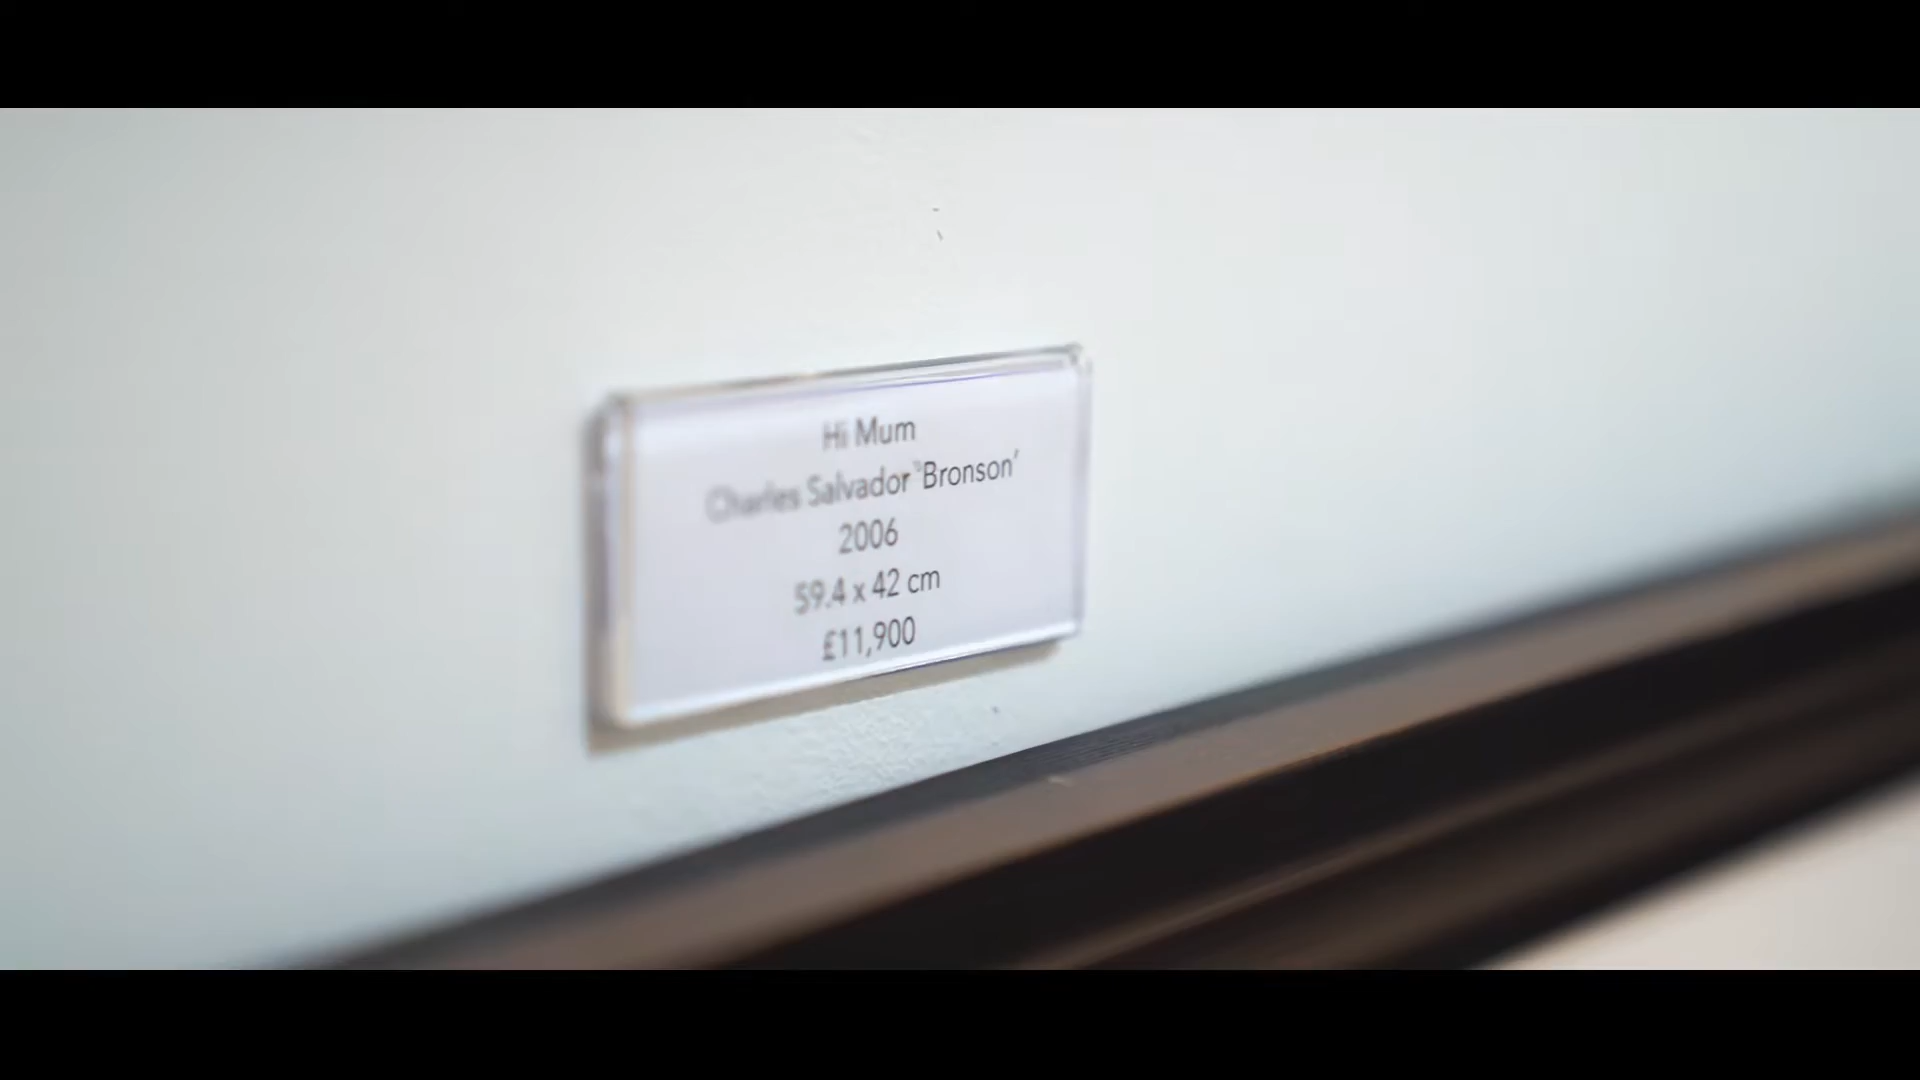 Hi Mum
Charles Salvador 'Bronson'
2006
59.4 x 42 cm
£11,900